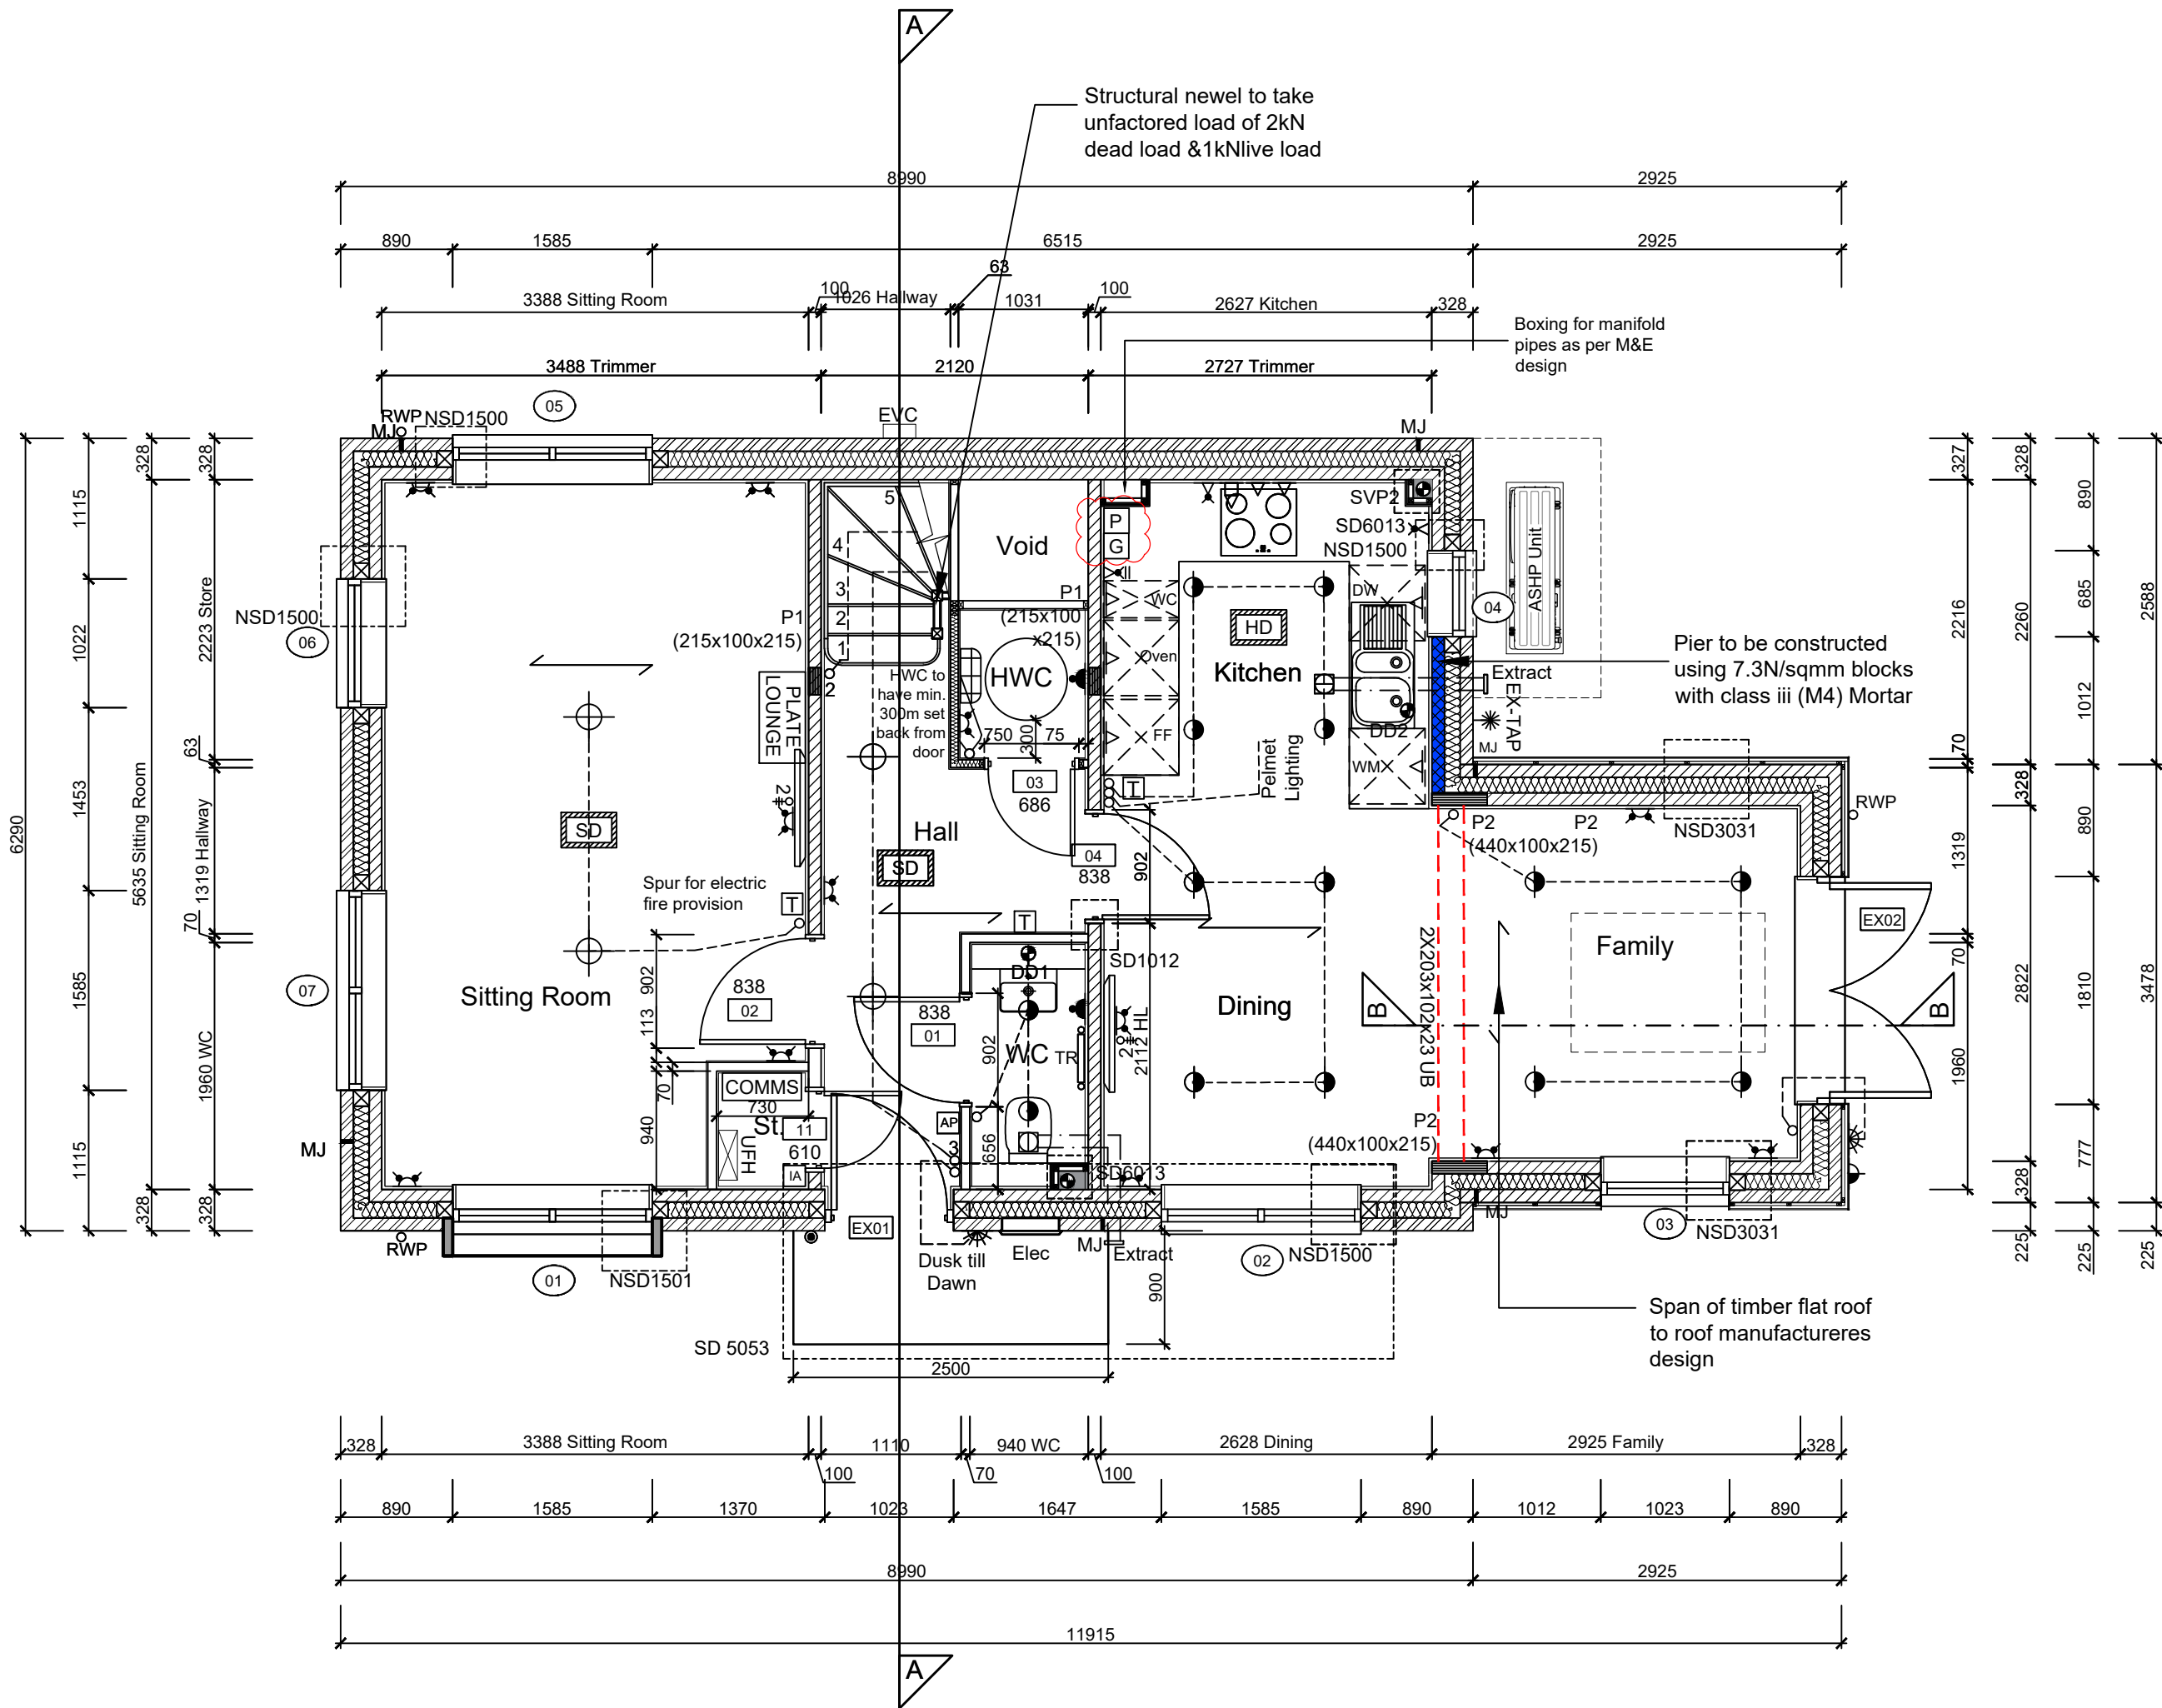 A
Structural newel to take
unfactored load of 2kN
dead load &1kNlive load
8990
2925
890
1585
6515
2925
63
3388 Sitting Room
100
1026 Hallway
1031
100
2627 Kitchen
328
Boxing for manifold
pipes as per M&E
design
3488 Trimmer
2120
2727 Trimmer
05
RWP
NSD1500
MJ
EVC
MJ
6290
1115
1022
1453
1585
1115
328
5635 Sitting Room
328
328
2223 Store
63
1319 Hallway
70
1960 WC
328
NSD1500
06
07
MJ
5
4
3
2
1
Void
P
G
SVP2
SD6013
NSD1500
04
ASHP Unit
P1
(215x100x215)
P1
(215x100
x215)
WC
DW
HD
Oven
Kitchen
Pier to be constructed
using 7.3N/sqmm blocks
with class iii (M4) Mortar
Extract
EX-TAP
MJ
2
PLATE
LOUNGE
HWC to
have min.
300m set
back from
door
HWC
750
300
75
FF
DD2
WM
Pelmet
Lighting
03
686
T
2
SD
Hall
SD
04
838
902
P2
(440x100x215)
P2
NSD3031
RWP
Spur for electric
fire provision
T
T
EX02
Family
Sitting Room
902
113
838
02
838
01
DD1
SD1012
Dining
2X203x102x23 UB
B
B
WC
TR
902
2
2112 HL
70
940
COMMS
730
St.
11
610
UFH
IA
AP
3
656
SD6013
P2
(440x100x215)
RWP
01
NSD1501
EX01
Dusk till
Dawn
Elec
MJ
Extract
02
NSD1500
MJ
03
NSD3031
900
SD 5053
2500
Span of timber flat roof
to roof manufactureres
design
327
2216
70
1319
70
1960
328
2260
328
2822
328
225
890
685
1012
890
1810
777
225
2588
3478
225
328
3388 Sitting Room
100
1110
70
940 WC
100
2628 Dining
2925 Family
328
890
1585
1370
1023
1647
1585
890
1012
1023
890
8990
2925
11915
A